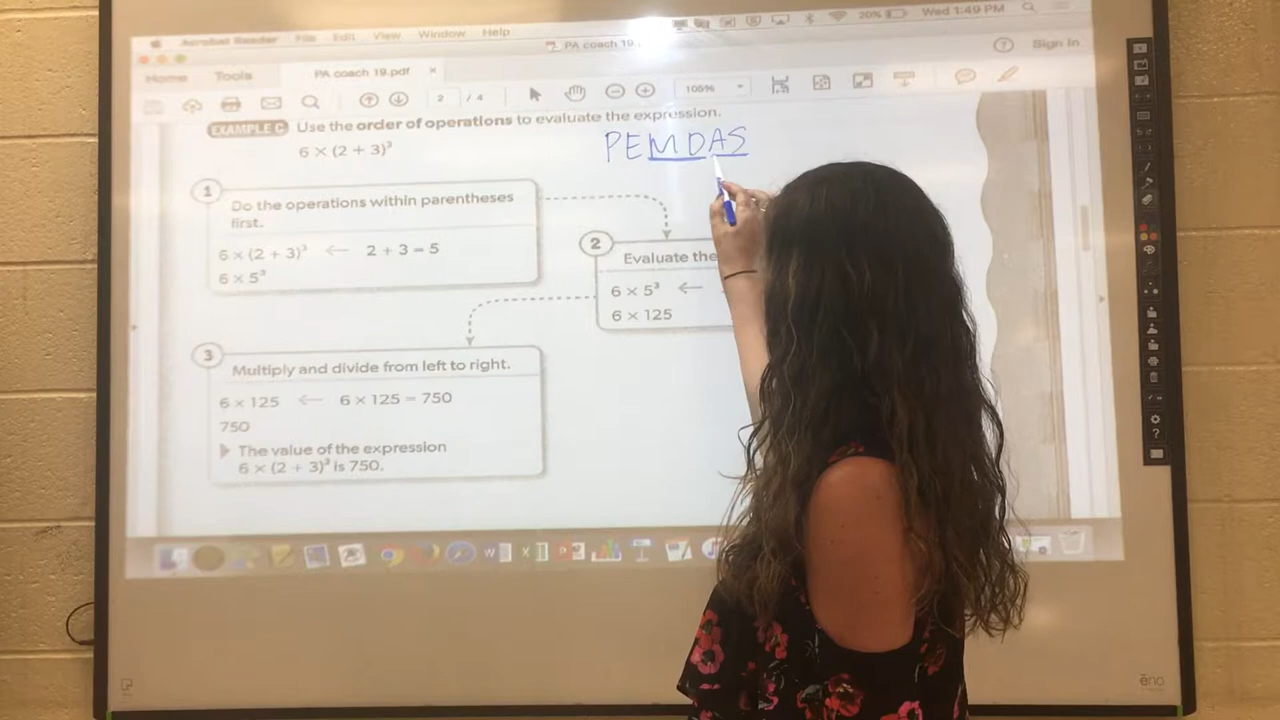 Acrobat Reader File Edit View Window Help 20% Wed 1:49 PM
PA coach 19.
Home Tools PA coach 19.pdf × ? Sign In
2 / 4 105%
EXAMPLE C Use the order of operations to evaluate the expression.
6 × (2 + 3)³
PEMDAS
1
Do the operations within parentheses
first.
6 × (2 + 3)³ ← 2 + 3 = 5
6 × 5³
2
Evaluate the
6 × 5³ ←
6 × 125
3
Multiply and divide from left to right.
6 × 125 ← 6 × 125 = 750
750
The value of the expression
6 × (2 + 3)³ is 750.
ēno